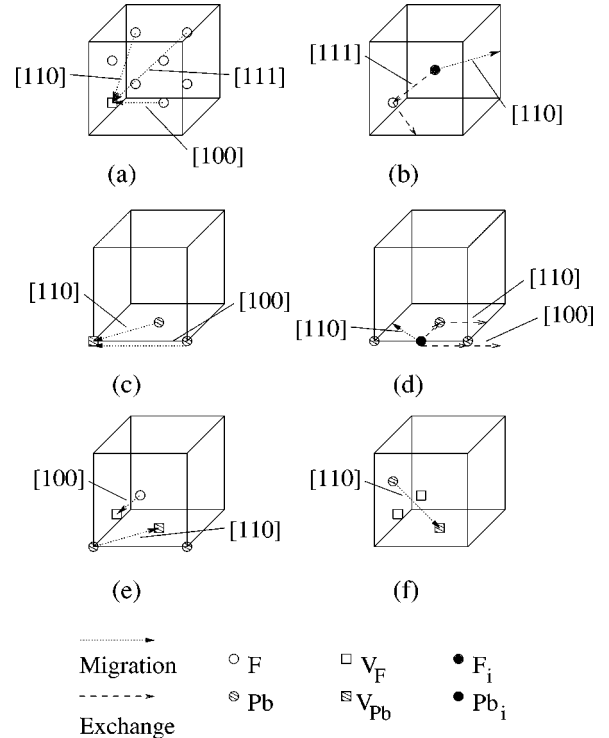 [110]
[111]
[100]
(a)
[111]
[110]
(b)
[110]
[100]
(c)
[110]
[110]
[100]
(d)
[100]
[110]
(e)
[110]
(f)
Migration
Exchange
F
Pb
V_F
V_Pb
F_i
Pb_i